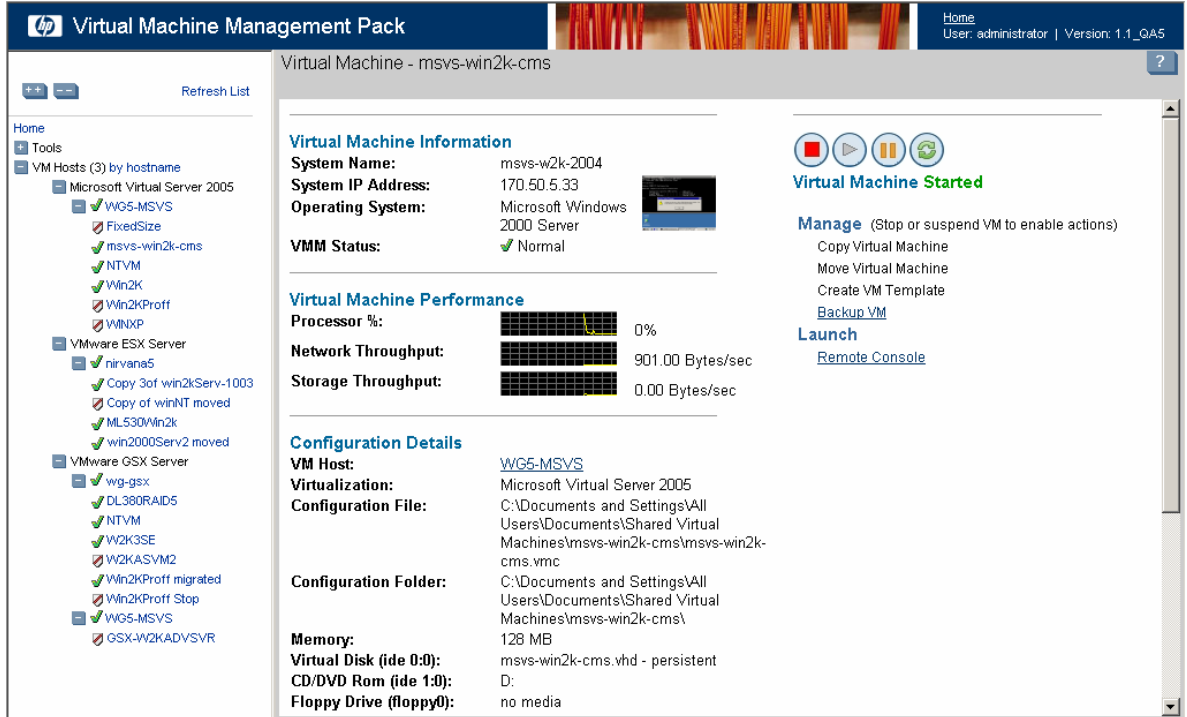 hp Virtual Machine Management Pack
Home
User: administrator | Version: 1.1_QA5
++ -- Refresh List
Home
+ Tools
- VM Hosts (3) by hostname
- Microsoft Virtual Server 2005
- WG5-MSVS
FixedSize
msvs-win2k-cms
NTVM
Win2K
Win2KProff
WINXP
- VMware ESX Server
- nirvana5
Copy 3of win2kServ-1003
Copy of winNT moved
ML530Win2k
win2000Serv2 moved
- VMware GSX Server
- wg-gsx
DL380RAID5
NTVM
W2K3SE
W2KASVM2
Win2KProff migrated
Win2KProff Stop
- WG5-MSVS
GSX-W2KADVSVR
Virtual Machine - msvs-win2k-cms
?
Virtual Machine Information
System Name: msvs-w2k-2004
System IP Address: 170.50.5.33
Operating System: Microsoft Windows
2000 Server
VMM Status: Normal
Virtual Machine Performance
Processor %: 0%
Network Throughput: 901.00 Bytes/sec
Storage Throughput: 0.00 Bytes/sec
Configuration Details
VM Host: WG5-MSVS
Virtualization: Microsoft Virtual Server 2005
Configuration File: C:\Documents and Settings\All
Users\Documents\Shared Virtual
Machines\msvs-win2k-cms\msvs-win2k-
cms.vmc
Configuration Folder: C:\Documents and Settings\All
Users\Documents\Shared Virtual
Machines\msvs-win2k-cms\
Memory: 128 MB
Virtual Disk (ide 0:0): msvs-win2k-cms.vhd - persistent
CD/DVD Rom (ide 1:0): D:
Floppy Drive (floppy0): no media
Virtual Machine Started
Manage (Stop or suspend VM to enable actions)
Copy Virtual Machine
Move Virtual Machine
Create VM Template
Backup VM
Launch
Remote Console